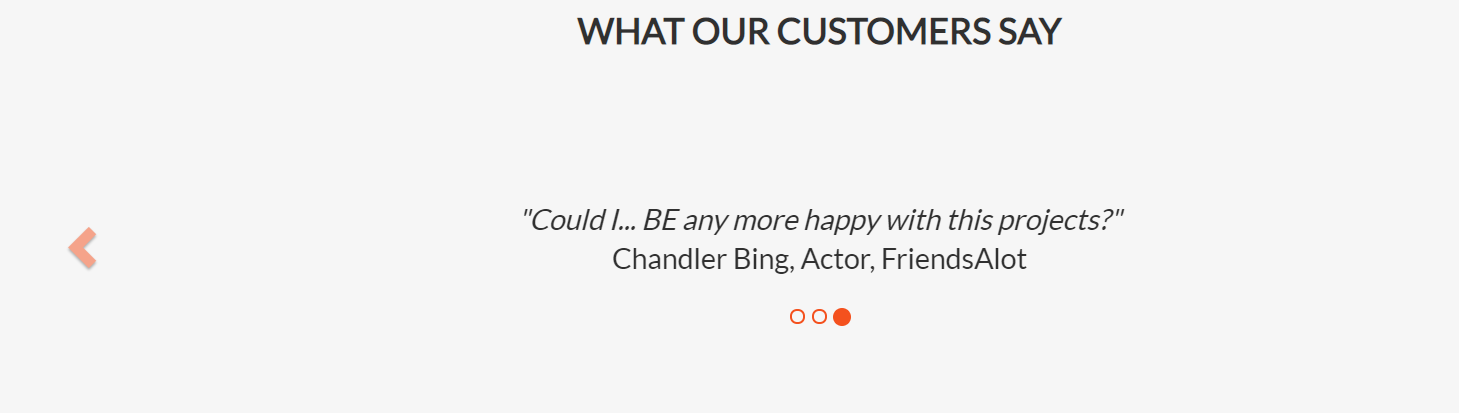 WHAT OUR CUSTOMERS SAY
"Could I... BE any more happy with this projects?"
Chandler Bing, Actor, FriendsAlot